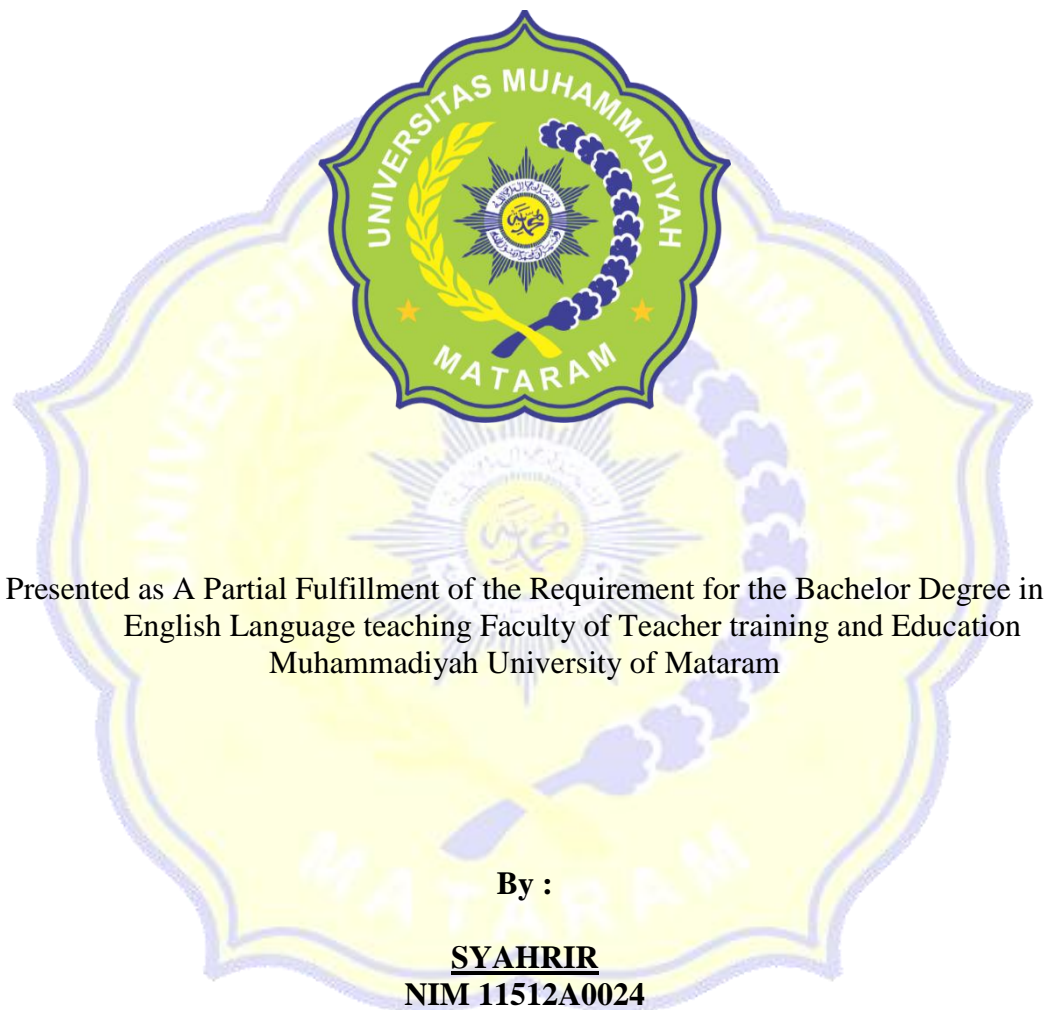 UNIVERSITAS MUHAMMADIYAH
MATARAM
Presented as A Partial Fulfillment of the Requirement for the Bachelor Degree in
English Language teaching Faculty of Teacher training and Education
Muhammadiyah University of Mataram
By :
SYAHRIR
NIM 11512A0024